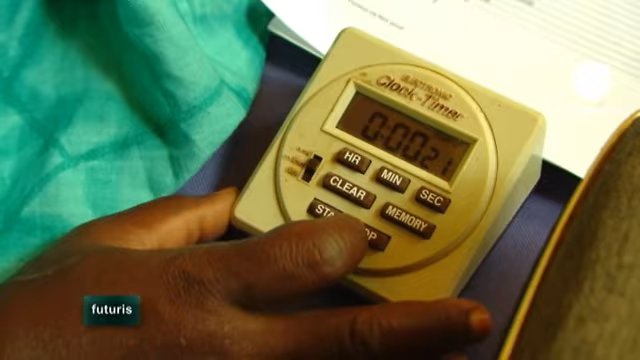 ELECTRONIC
Clock-Timer
0:00 21
HR MIN SEC
CLEAR MEMORY
futuris